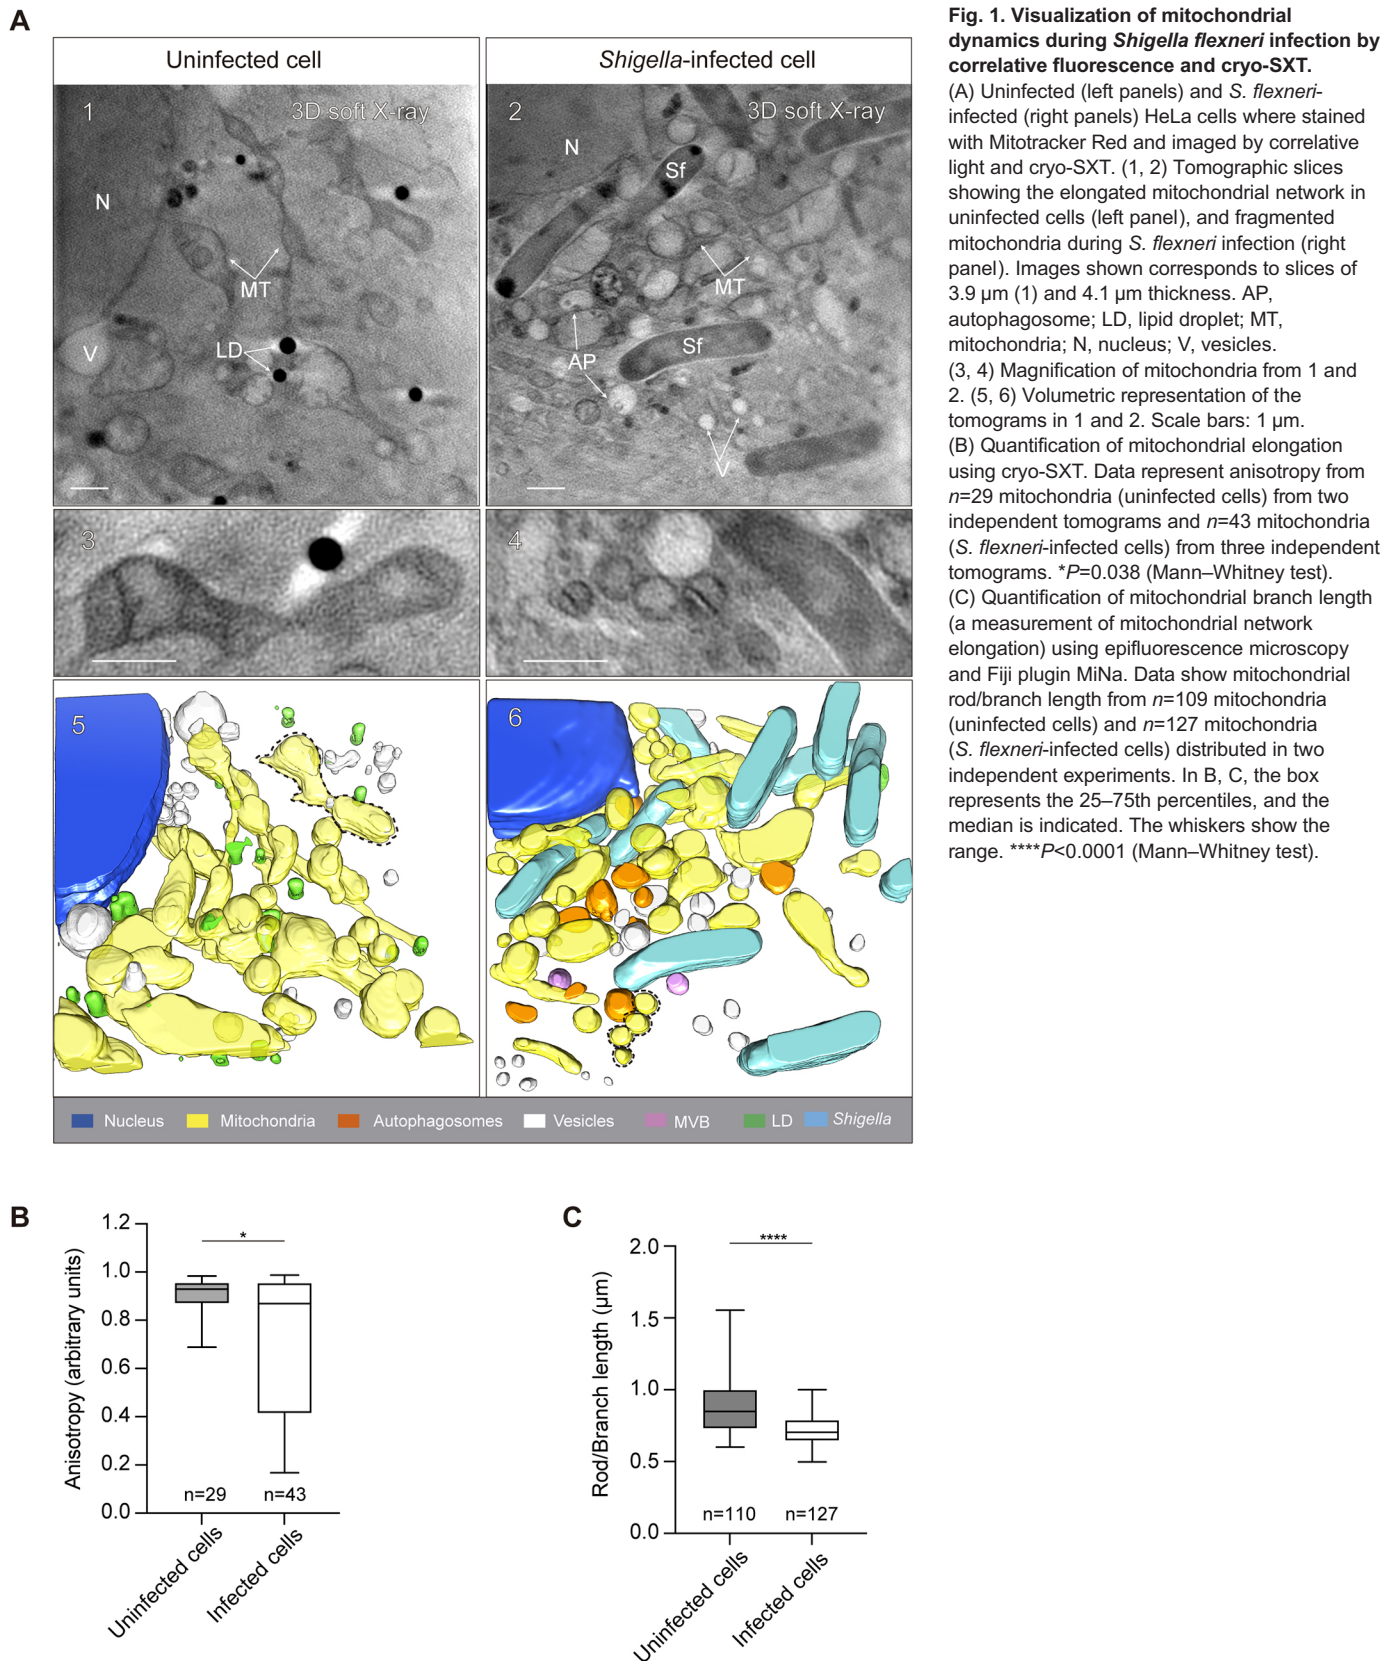 A
Uninfected cell
Shigella-infected cell
1
3D soft X-ray
N
MT
V
LD
2
3D soft X-ray
N
Sf
MT
AP
Sf
V
3
4
5
6
Nucleus
Mitochondria
Autophagosomes
Vesicles
MVB
LD
Shigella
Fig. 1. Visualization of mitochondrial
dynamics during Shigella flexneri infection by
correlative fluorescence and cryo-SXT.
(A) Uninfected (left panels) and S. flexneri-
infected (right panels) HeLa cells where stained
with Mitotracker Red and imaged by correlative
light and cryo-SXT. (1, 2) Tomographic slices
showing the elongated mitochondrial network in
uninfected cells (left panel), and fragmented
mitochondria during S. flexneri infection (right
panel). Images shown corresponds to slices of
3.9 µm (1) and 4.1 µm thickness. AP,
autophagosome; LD, lipid droplet; MT,
mitochondria; N, nucleus; V, vesicles.
(3, 4) Magnification of mitochondria from 1 and
2. (5, 6) Volumetric representation of the
tomograms in 1 and 2. Scale bars: 1 µm.
(B) Quantification of mitochondrial elongation
using cryo-SXT. Data represent anisotropy from
n=29 mitochondria (uninfected cells) from two
independent tomograms and n=43 mitochondria
(S. flexneri-infected cells) from three independent
tomograms. *P=0.038 (Mann–Whitney test).
(C) Quantification of mitochondrial branch length
(a measurement of mitochondrial network
elongation) using epifluorescence microscopy
and Fiji plugin MiNa. Data show mitochondrial
rod/branch length from n=109 mitochondria
(uninfected cells) and n=127 mitochondria
(S. flexneri-infected cells) distributed in two
independent experiments. In B, C, the box
represents the 25–75th percentiles, and the
median is indicated. The whiskers show the
range. ****P<0.0001 (Mann–Whitney test).
B
Anisotropy (arbitrary units)
1.2
1.0
0.8
0.6
0.4
0.2
0.0
*
n=29
n=43
Uninfected cells
Infected cells
C
Rod/Branch length (µm)
2.0
1.5
1.0
0.5
0.0
****
n=110
n=127
Uninfected cells
Infected cells